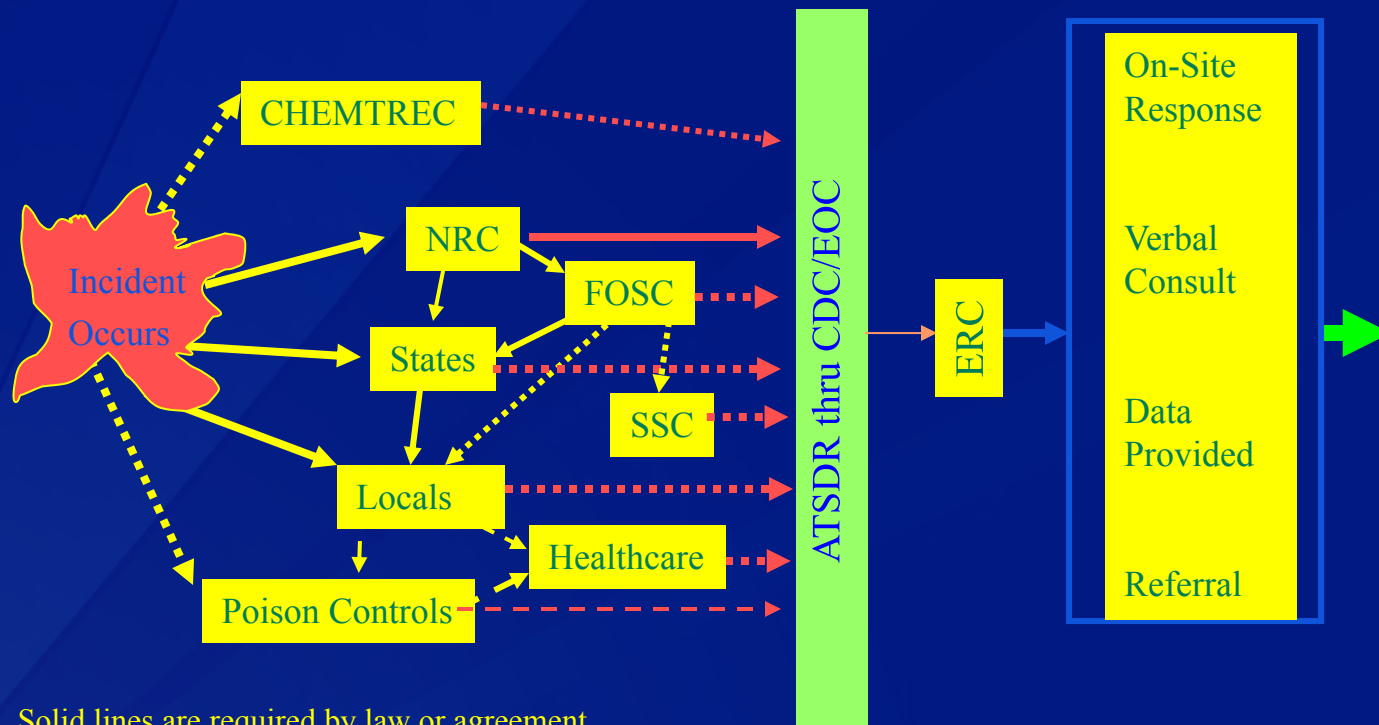 CHEMTREC
NRC
Incident
Occurs
FOSC
States
SSC
Locals
Healthcare
Poison Controls
ATSDR thru CDC/EOC
ERC
On-Site
Response
Verbal
Consult
Data
Provided
Referral
Solid lines are required by law or agreement